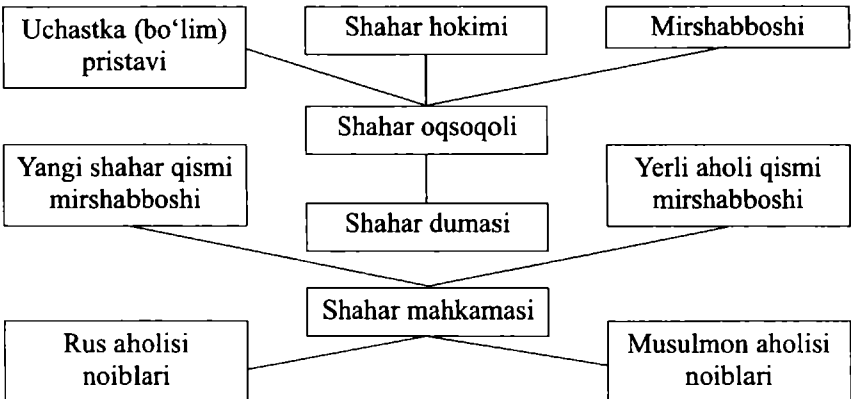 Uchastka (bo‘lim)
pristavi
Shahar hokimi
Mirshabboshi
Shahar oqsoqoli
Yangi shahar qismi
mirshabboshi
Yerli aholi qismi
mirshabboshi
Shahar dumasi
Shahar mahkamasi
Rus aholisi
noiblari
Musulmon aholisi
noiblari